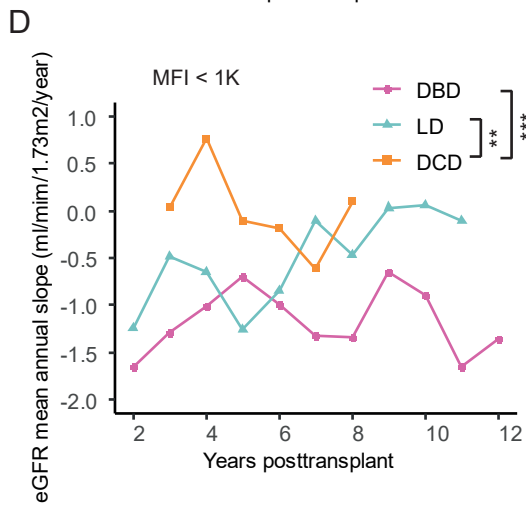 D
MFI < 1K
DBD
LD
DCD
**
***
eGFR mean annual slope (ml/mim/1.73m2/year)
1.0
0.5
0.0
-0.5
-1.0
-1.5
-2.0
2 4 6 8 10 12
Years posttransplant